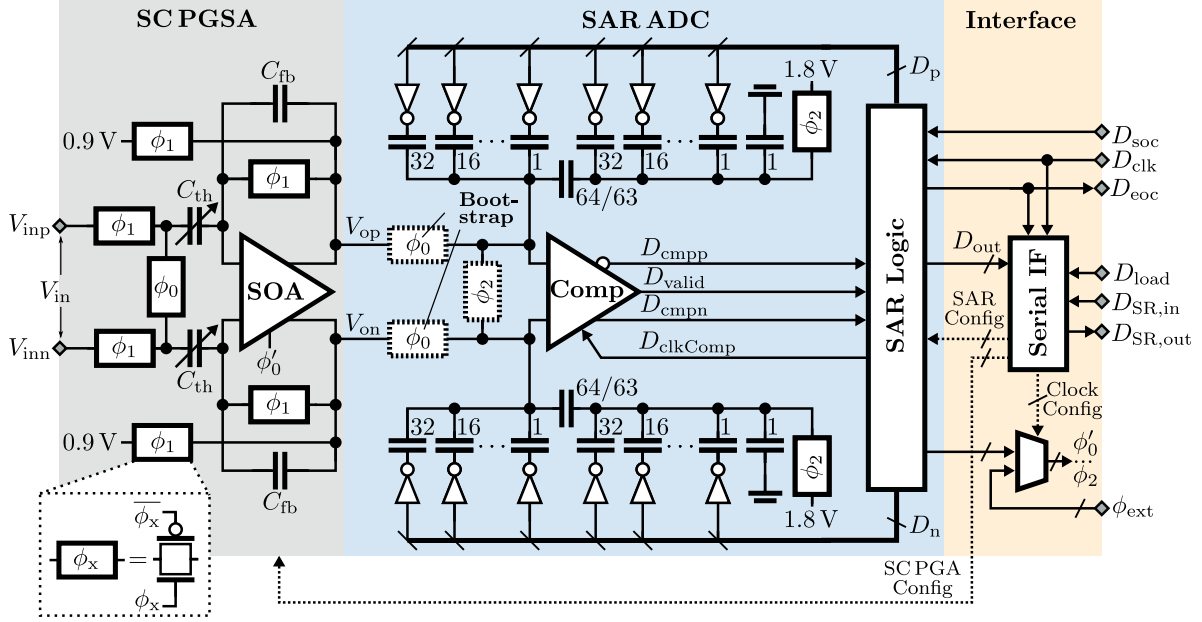 SC PGSA
SAR ADC
Interface
C_fb
0.9 V
ϕ_1
ϕ_1
C_th
V_inp
ϕ_1
ϕ_0
V_in
V_inn
ϕ_1
C_th
SOA
ϕ′_0
ϕ_1
0.9 V
ϕ_1
C_fb
\overline{ϕ_x}
ϕ_x
=
ϕ_x
V_op
ϕ_0
Boot-
strap
ϕ_2
V_on
ϕ_0
1.8 V
ϕ_2
32
16
···
1
32
16
···
1
1
64/63
Comp
D_cmpp
D_valid
D_cmpn
D_clkComp
64/63
32
16
···
1
32
16
···
1
1
ϕ_2
1.8 V
D_p
SAR Logic
D_n
D_soc
D_clk
D_eoc
D_out
Serial IF
D_load
D_SR,in
D_SR,out
SAR
Config
Clock
Config
ϕ′_0
···
ϕ_2
ϕ_ext
SC PGA
Config